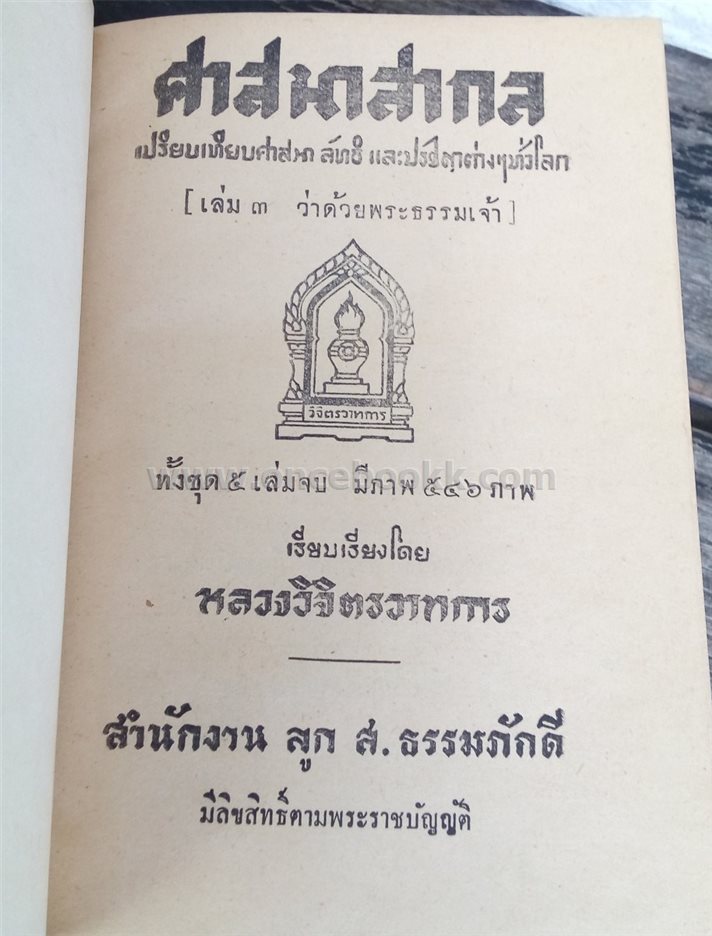 ศาสนาสากล
เปรียบเทียบศาสนา ลัทธิ และปรัชญาต่างๆทั่วโลก
[ เล่ม ๓ ว่าด้วยพระธรรมเจ้า ]
วิจิตรวาทการ
ทั้งชุด ๕ เล่มจบ มีภาพ ๕๔๖ ภาพ
www.oncebookk.com
เรียบเรียงโดย
หลวงวิจิตรวาทการ
สำนักงาน ลูก ส. ธรรมภักดี
มีลิขสิทธิ์ตามพระราชบัญญัติ